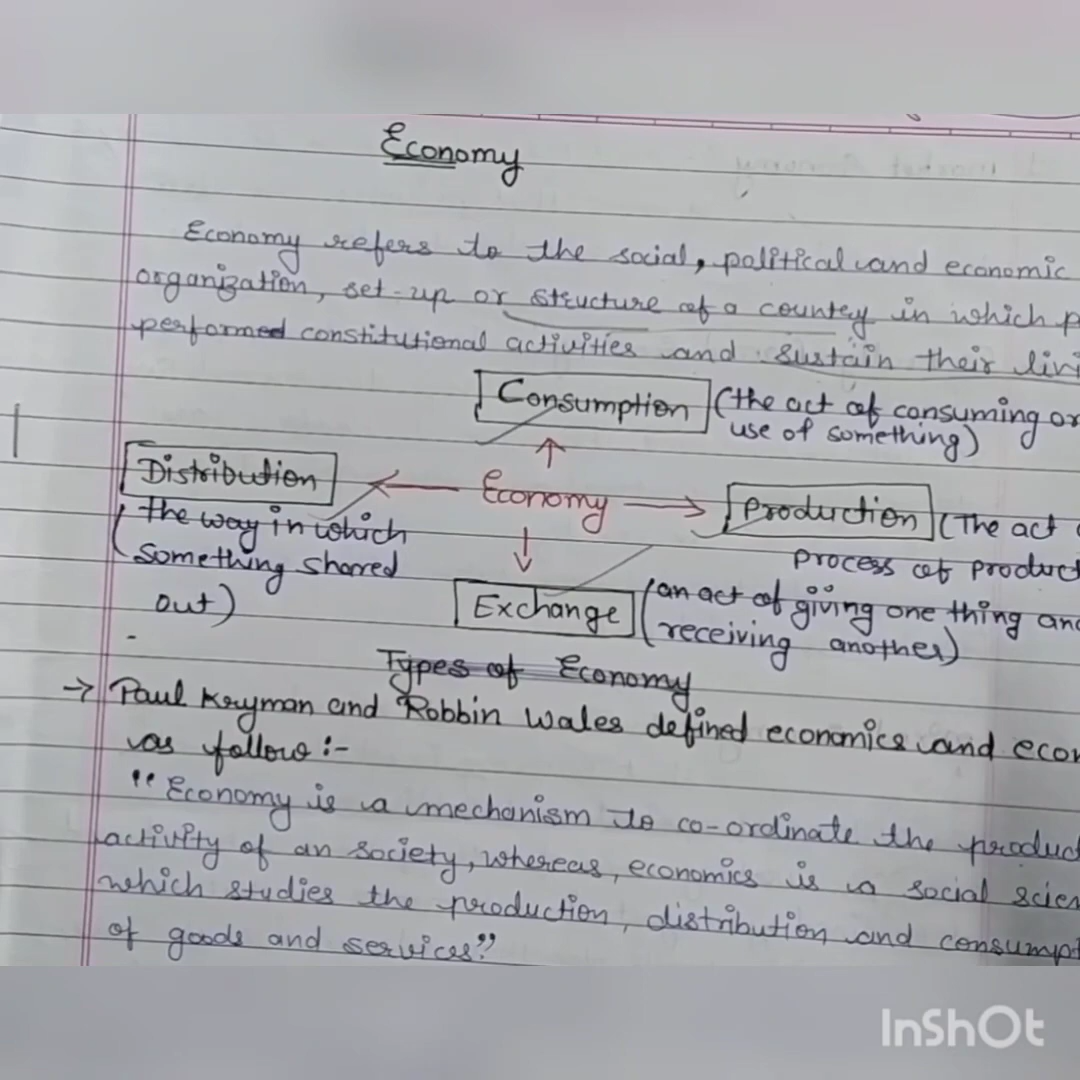 Economy
Economy refers to the social, political and economic
organization, set-up or structure of a country in which p
performed constitutional activities and sustain their livi
Consumption (the act of consuming or
use of something)
Distribution ← Economy → Production (The act
(the way in which
something shared
out)
process of product
Exchange (an act of giving one thing and
receiving another)
Types of Economy
→ Paul Kryman and Robbin Wales defined economics and econ
as follow :-
"Economy is a mechanism to co-ordinate the produc
activity of an society, whereas, economics is a social scien
which studies the production, distribution and consumpt
of goods and services"
InShOt